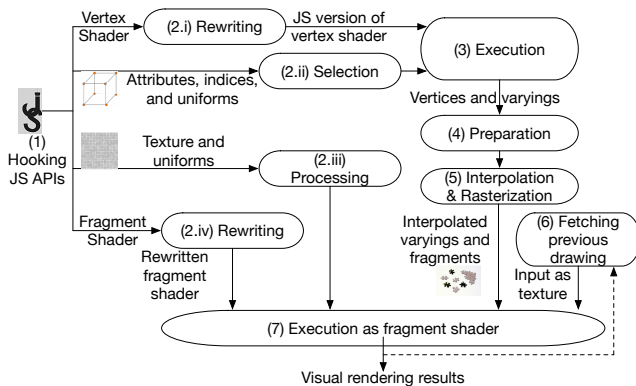 Vertex
Shader
(2.i) Rewriting
JS version of
vertex shader
(3) Execution
Attributes, indices,
and uniforms
(2.ii) Selection
Vertices and varyings
JS
(1)
Hooking
JS APIs
Texture and
uniforms
(2.iii)
Processing
(4) Preparation
(5) Interpolation
& Rasterization
Fragment
Shader
(2.iv) Rewriting
Rewritten
fragment
shader
Interpolated
varyings and
fragments
(6) Fetching
previous
drawing
Input as
texture
(7) Execution as fragment shader
Visual rendering results